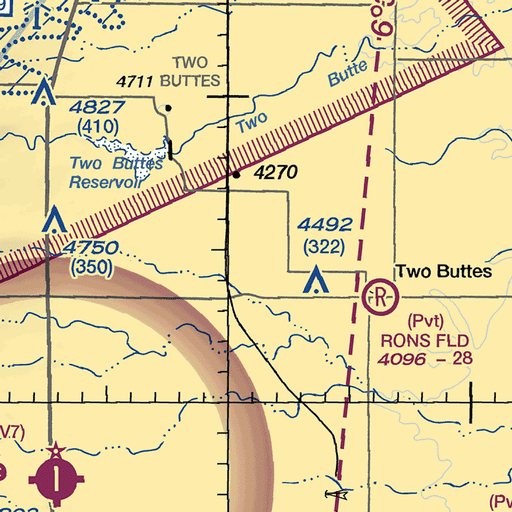 TWO
BUTTES
4711
4827
(410)
Two Butte
Two Buttes
Reservoir
4270
4492
(322)
4750
(350)
Two Buttes
R
(Pvt)
RONS FLD
4096 - 28